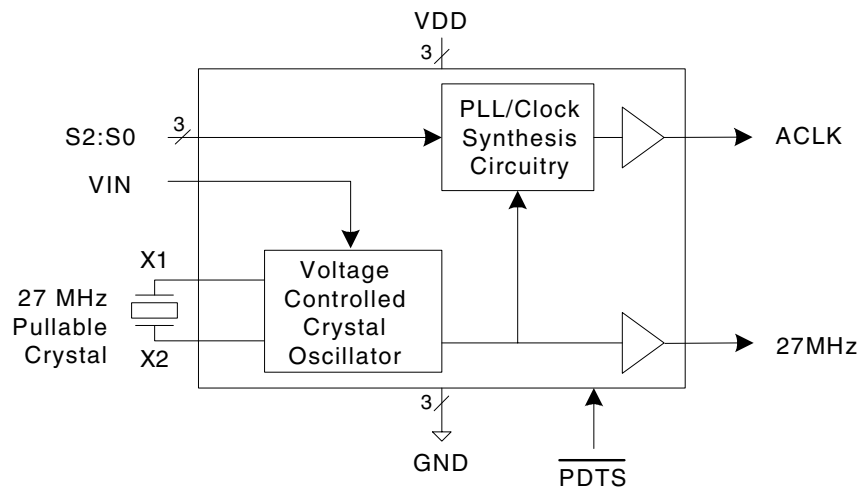 VDD
3
S2:S0
3
PLL/Clock
Synthesis
Circuitry
ACLK
VIN
X1
27 MHz
Pullable
Crystal
X2
Voltage
Controlled
Crystal
Oscillator
27MHz
3
GND
PDTS